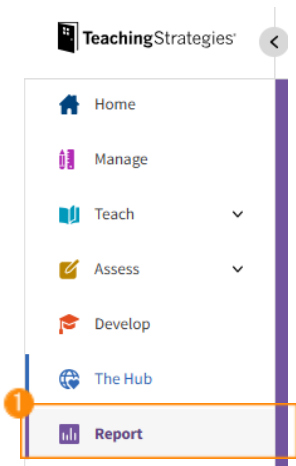 TeachingStrategies®
Home
Manage
Teach
Assess
Develop
The Hub
1
Report